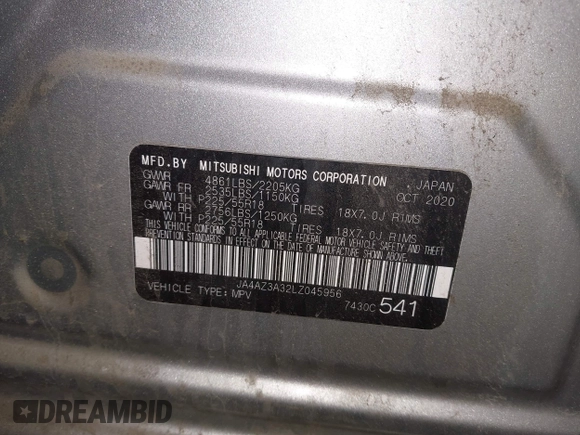 MFD.BY MITSUBISHI MOTORS CORPORATION JAPAN
GVWR 4861LBS/2205KG OCT 2020
GAWR FR 2535LBS/1150KG
WITH P225/55R18 TIRES 18X7.0J RIMS
GAWR RR 2756LBS/1250KG
WITH P225/55R18 TIRES 18X7.0J RIMS
THIS VEHICLE CONFORMS TO ALL APPLICABLE FEDERAL MOTOR VEHICLE SAFETY AND THEFT
PREVENTION STANDARDS IN EFFECT ON THE DATE OF MANUFACTURE SHOWN ABOVE.
JA4AZ3A32LZ045956
VEHICLE TYPE: MPV 7430C 541
DREAMBID